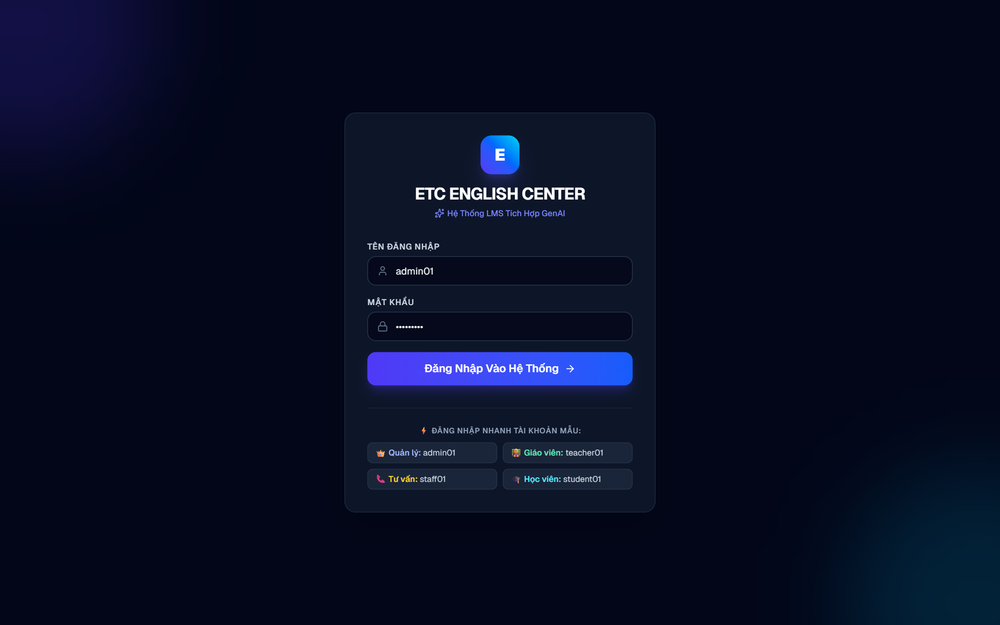 E
ETC ENGLISH CENTER
Hệ Thống LMS Tích Hợp GenAI
TÊN ĐĂNG NHẬP
admin01
MẬT KHẨU
•••••••••
Đăng Nhập Vào Hệ Thống →
ĐĂNG NHẬP NHANH TÀI KHOẢN MẪU:
Quản lý: admin01
Giáo viên: teacher01
Tư vấn: staff01
Học viên: student01